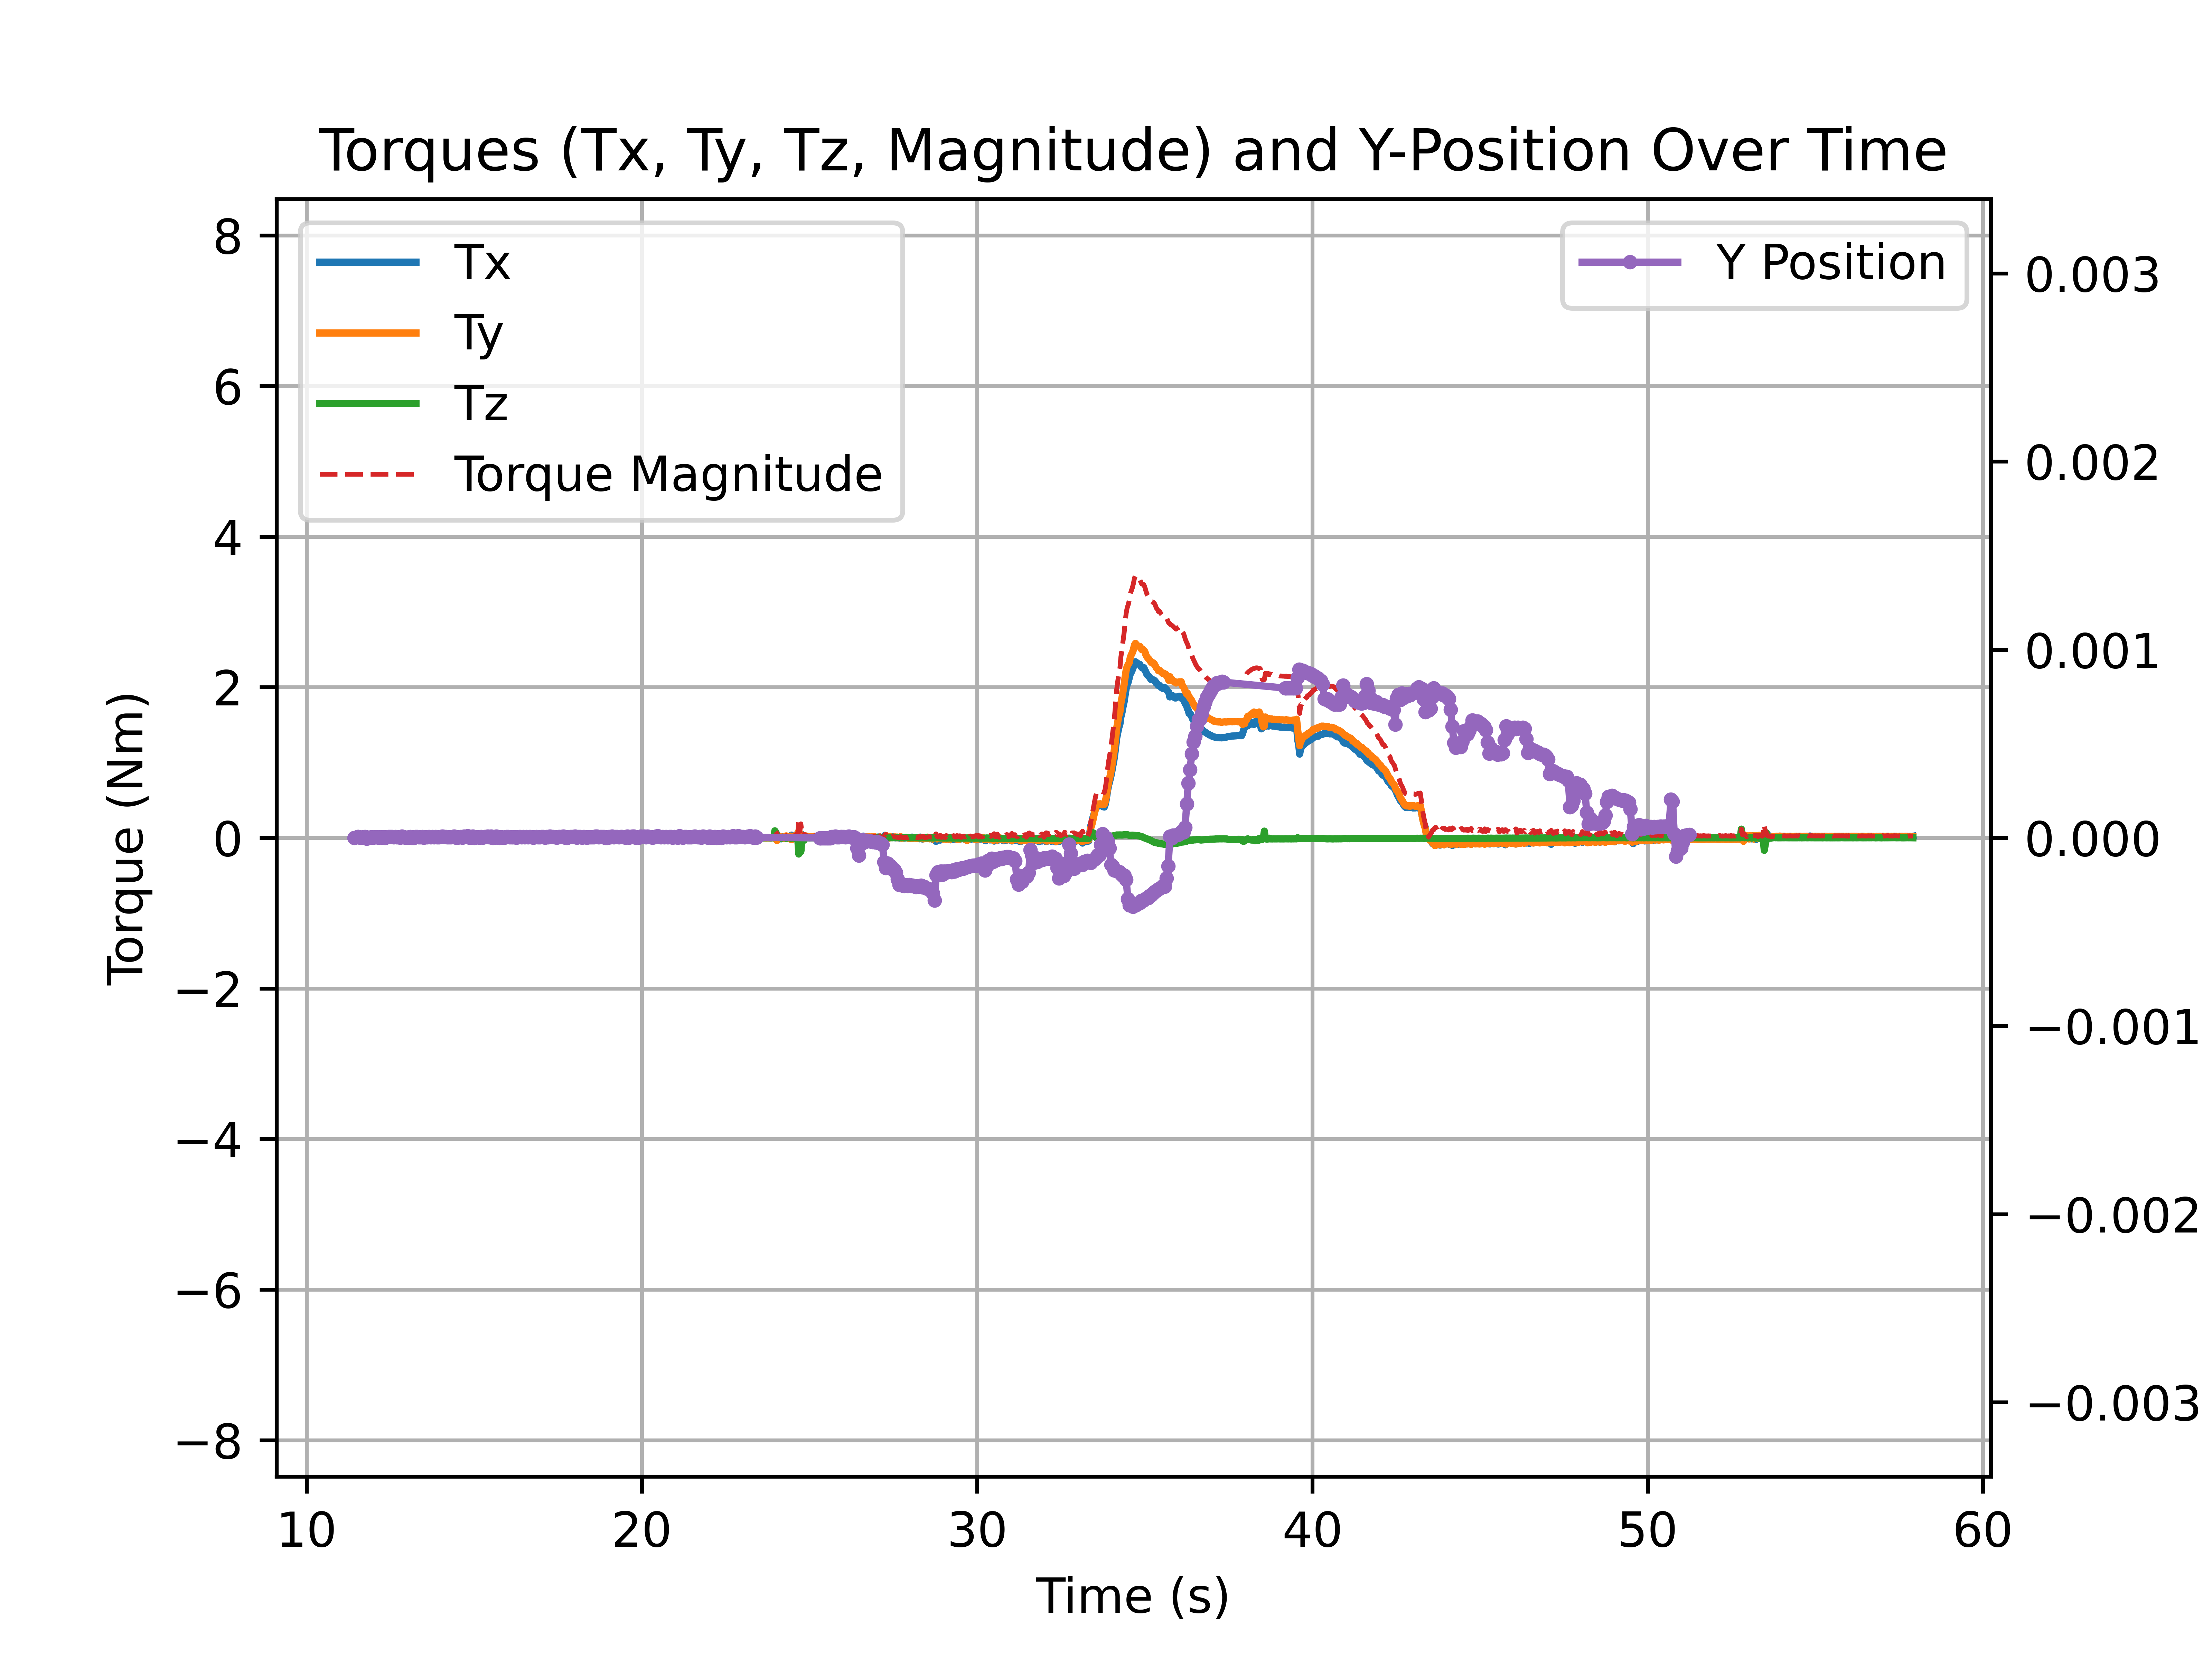 Torques (Tx, Ty, Tz, Magnitude) and Y-Position Over Time
Tx
Ty
Tz
Torque Magnitude
Y Position
8
6
4
2
0
−2
−4
−6
−8
Torque (Nm)
0.003
0.002
0.001
0.000
−0.001
−0.002
−0.003
10 20 30 40 50 60
Time (s)